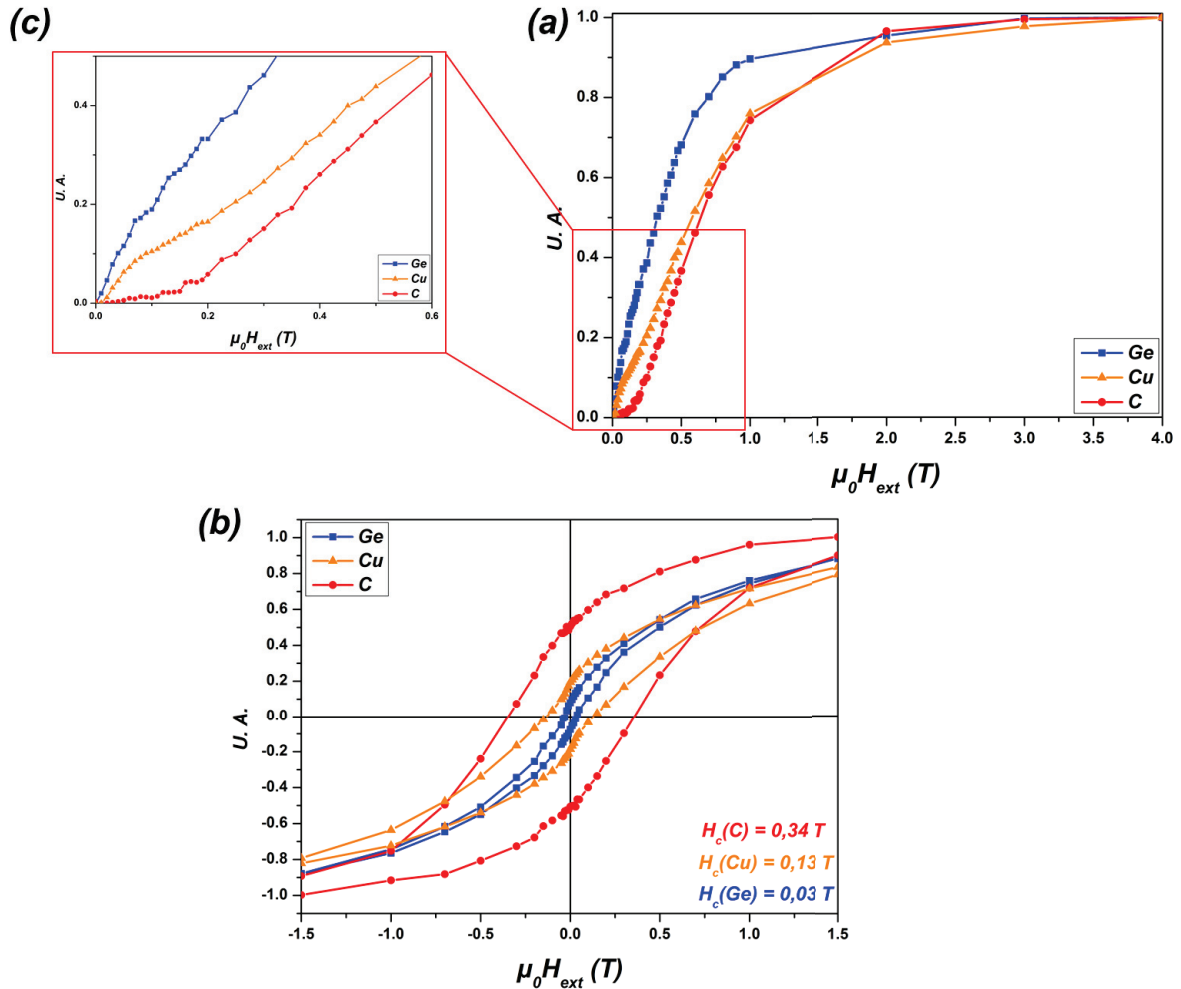 (c)
0.4
0.2
0.0
U. A.
Ge
Cu
C
0.0 0.2 0.4 0.6
μ0Hext (T)
(a)
1.0
0.8
0.6
0.4
0.2
0.0
U. A.
Ge
Cu
C
0.0 0.5 1.0 1.5 2.0 2.5 3.0 3.5 4.0
μ0Hext (T)
(b)
1.0
0.8
0.6
0.4
0.2
0.0
-0.2
-0.4
-0.6
-0.8
-1.0
U. A.
Ge
Cu
C
Hc(C) = 0,34 T
Hc(Cu) = 0,13 T
Hc(Ge) = 0,03 T
-1.5 -1.0 -0.5 0.0 0.5 1.0 1.5
μ0Hext (T)